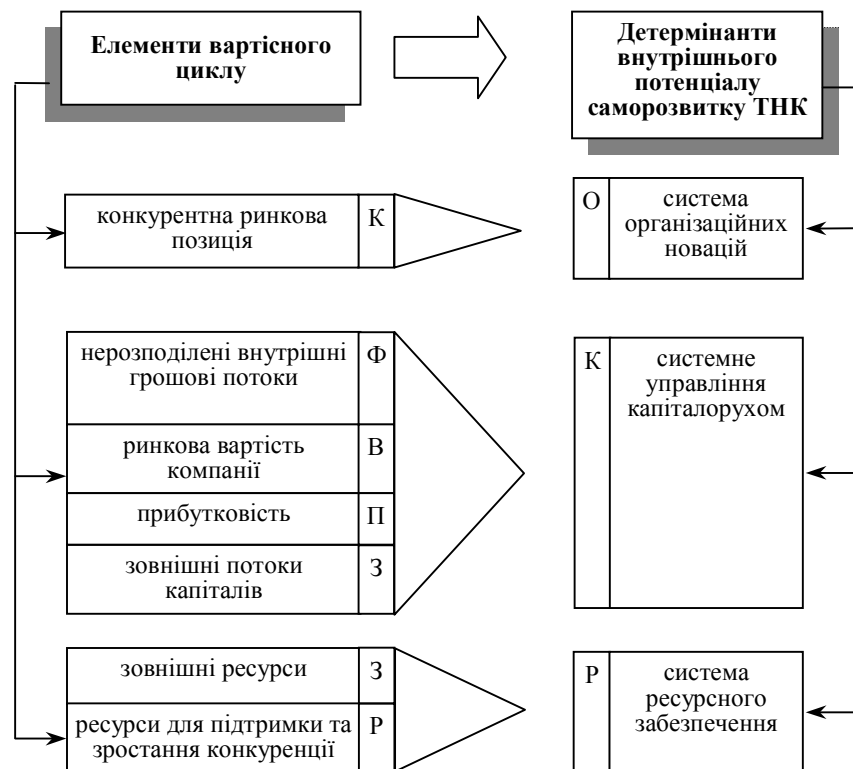 Елементи вартісного
циклу
Детермінанти
внутрішнього
потенціалу
саморозвитку ТНК
конкурентна ринкова
позиція
К
О
система
організаційних
новацій
нерозподілені внутрішні
грошові потоки
Ф
ринкова вартість
компанії
В
прибутковість
П
зовнішні потоки
капіталів
З
К
системне
управління
капіталорухом
зовнішні ресурси
З
ресурси для підтримки та
зростання конкуренції
Р
Р
система
ресурсного
забезпечення